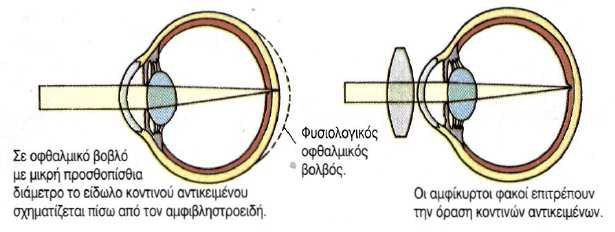 Σε οφθαλμικό βοβλό
με μικρή προσθοπίσθια
διάμετρο το είδωλο κοντινού αντικειμένου
σχηματίζεται πίσω από τον αμφιβληστροειδή.
Φυσιολογικός
οφθαλμικός
βολβός.
Οι αμφίκυρτοι φακοί επιτρέπουν
την όραση κοντινών αντικειμένων.